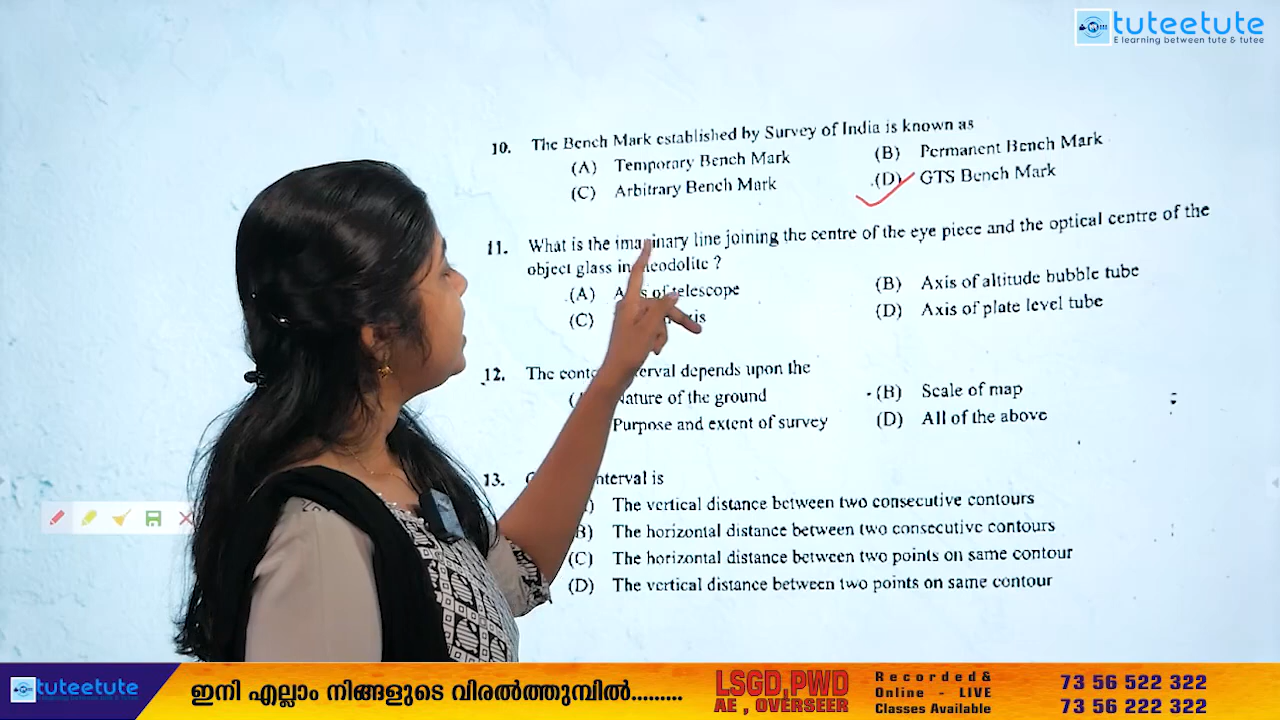 tuteetute
E learning between tute & tutee
10. The Bench Mark established by Survey of India is known as
(A) Temporary Bench Mark (B) Permanent Bench Mark
(C) Arbitrary Bench Mark (D) GTS Bench Mark
11. What is the imaginary line joining the centre of the eye piece and the optical centre of the
object glass in theodolite ?
(A) of telescope (B) Axis of altitude bubble tube
(C) (D) Axis of plate level tube
12. The interval depends upon the
Nature of the ground (B) Scale of map
Purpose and extent of survey (D) All of the above
13. interval is
The vertical distance between two consecutive contours
(B) The horizontal distance between two consecutive contours
(C) The horizontal distance between two points on same contour
(D) The vertical distance between two points on same contour
tuteetute
ഇനി എല്ലാം നിങ്ങളുടെ വിരൽത്തുമ്പിൽ.........
LSGD,PWD
AE , OVERSEER
Recorded &
Online - LIVE
Classes Available
73 56 522 322
73 56 222 322